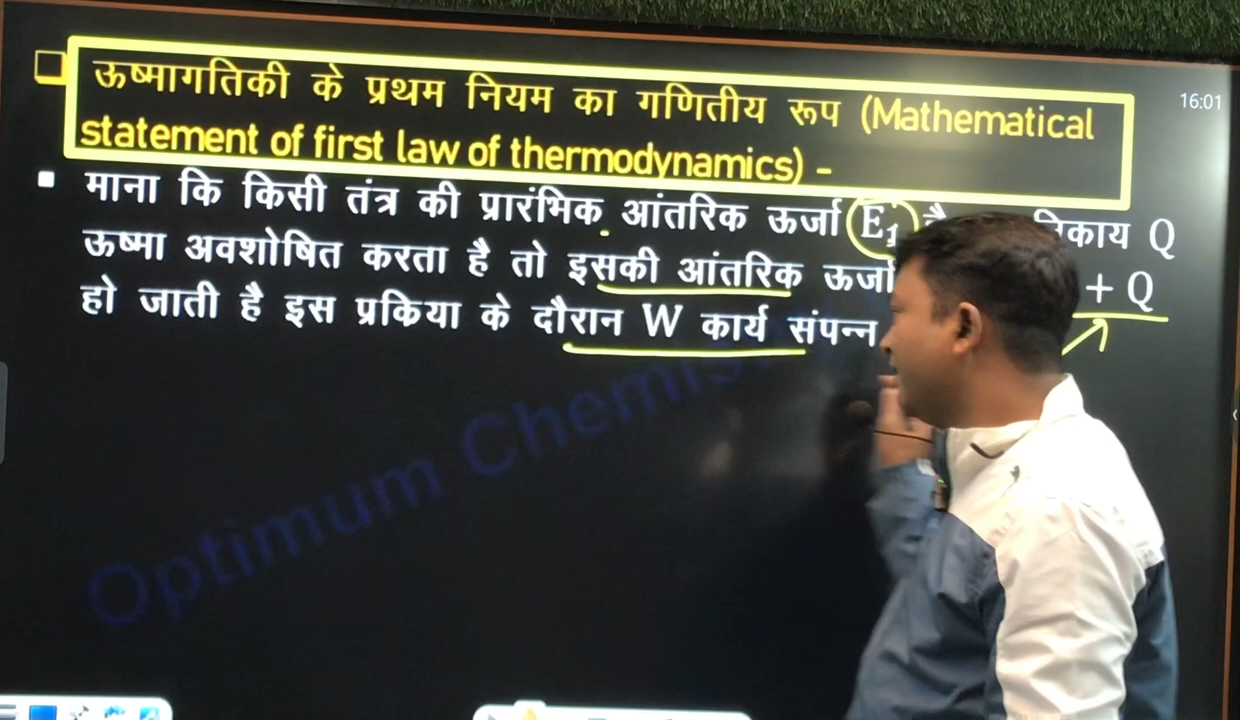 ऊष्मागतिकी के प्रथम नियम का गणितीय रूप (Mathematical
statement of first law of thermodynamics) -
16:01
माना कि किसी तंत्र की प्रारंभिक आंतरिक ऊर्जा E₁ Q
ऊष्मा अवशोषित करता है तो इसकी आंतरिक ऊर्जा + Q
हो जाती है इस प्रकिया के दौरान W कार्य संपन्न
Optimum